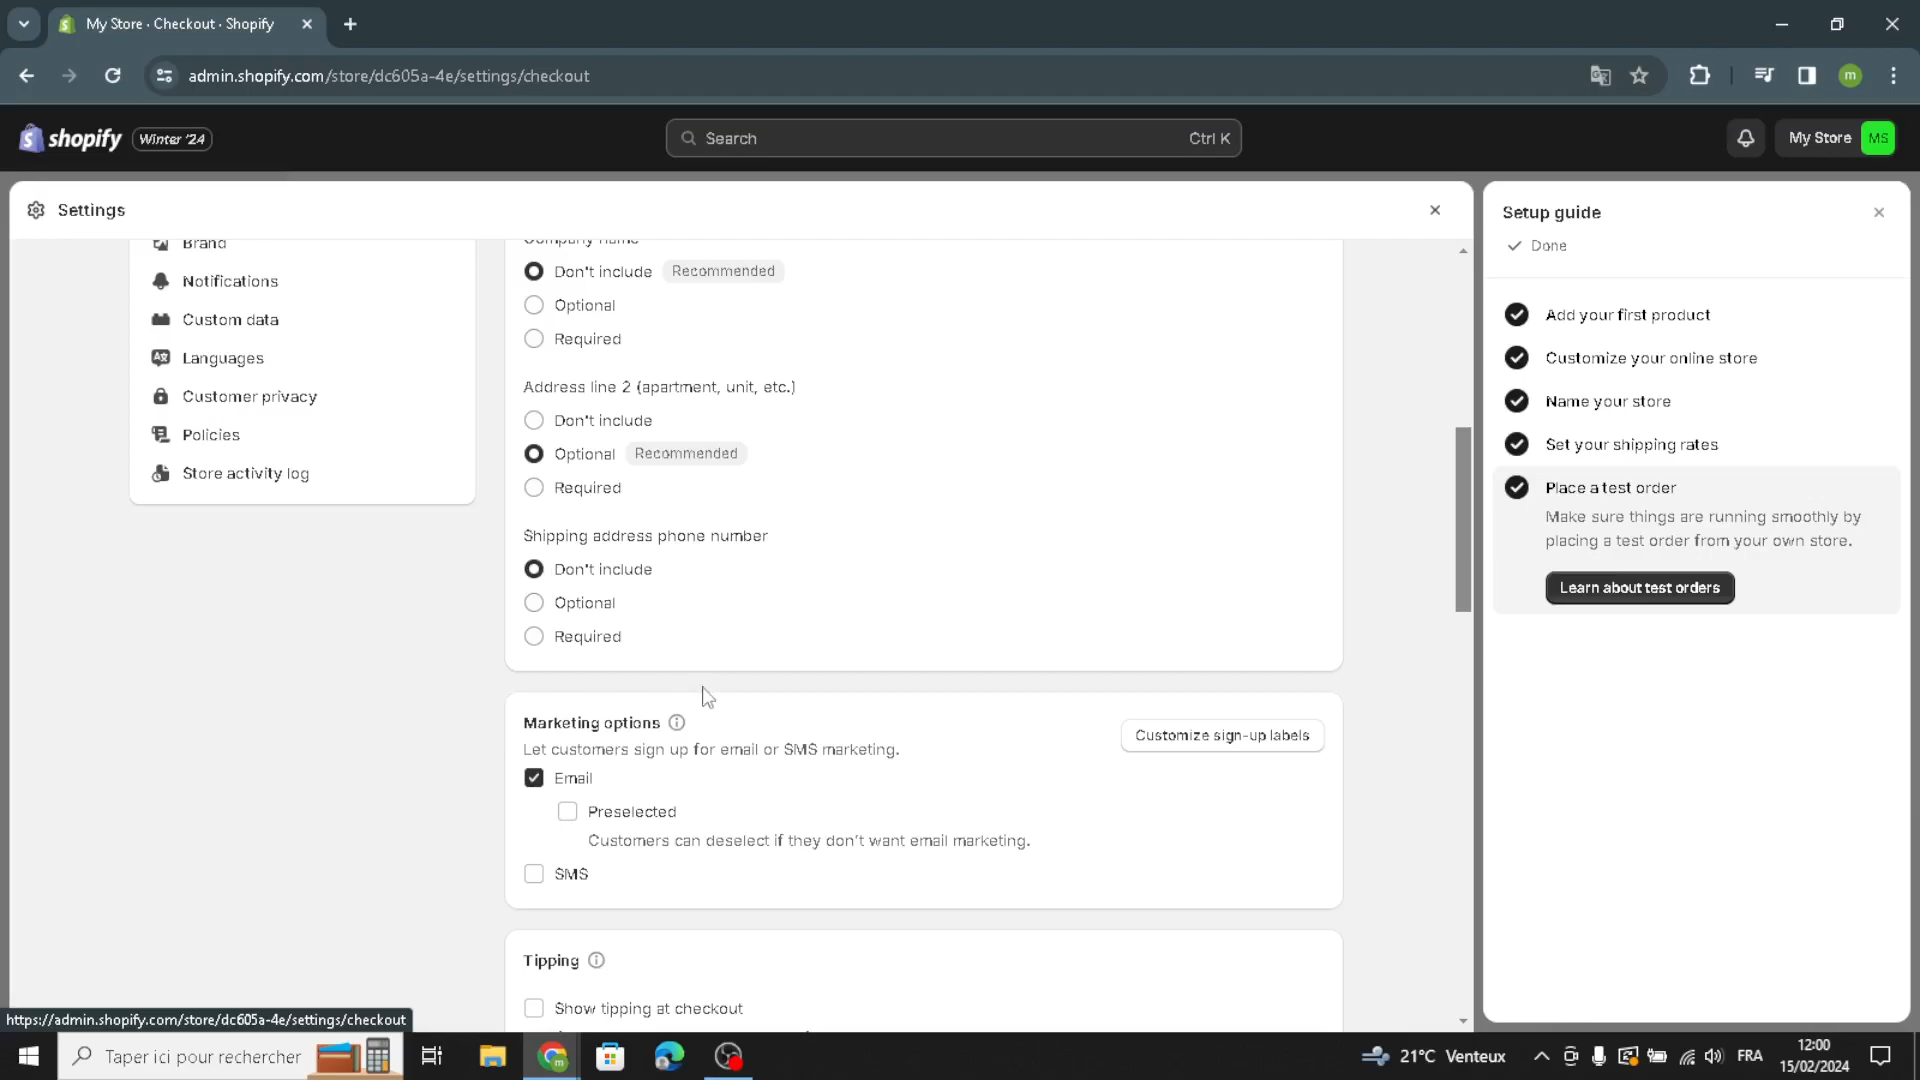 My Store · Checkout · Shopify
admin.shopify.com/store/dc605a-4e/settings/checkout
m
shopify
Winter '24
Search
Ctrl K
My Store
MS
Settings
Brand
Notifications
Custom data
Languages
Customer privacy
Policies
Store activity log
Company name
Don't include
Recommended
Optional
Required
Address line 2 (apartment, unit, etc.)
Don't include
Optional
Recommended
Required
Shipping address phone number
Don't include
Optional
Required
Marketing options
Let customers sign up for email or SMS marketing.
Customize sign-up labels
Email
Preselected
Customers can deselect if they don't want email marketing.
SMS
Tipping
Show tipping at checkout
Setup guide
Done
Add your first product
Customize your online store
Name your store
Set your shipping rates
Place a test order
Make sure things are running smoothly by
placing a test order from your own store.
Learn about test orders
https://admin.shopify.com/store/dc605a-4e/settings/checkout
Taper ici pour rechercher
21°C Venteux
FRA
12:00
15/02/2024